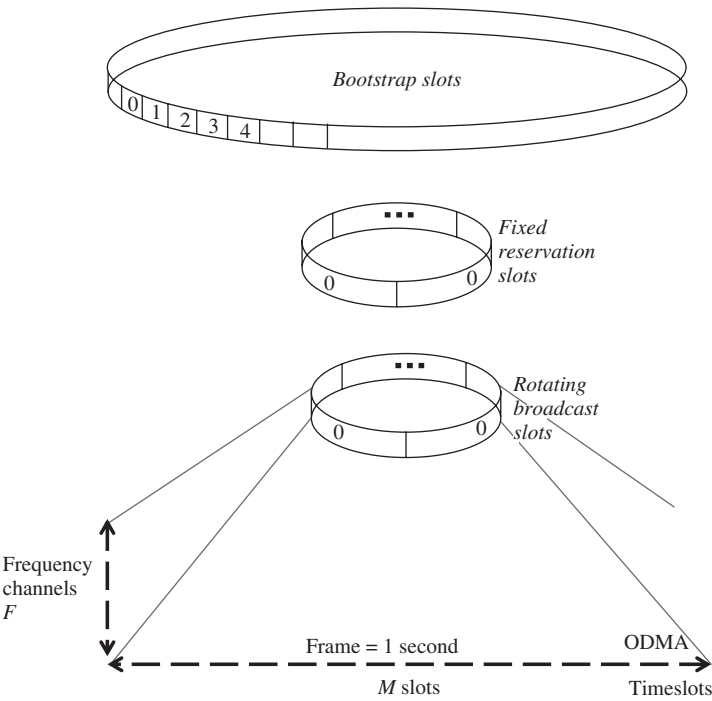 Bootstrap slots
0 1 2 3 4
Fixed
reservation
slots
0 0
Rotating
broadcast
slots
0 0
Frequency
channels
F
Frame = 1 second
ODMA
M slots
Timeslots